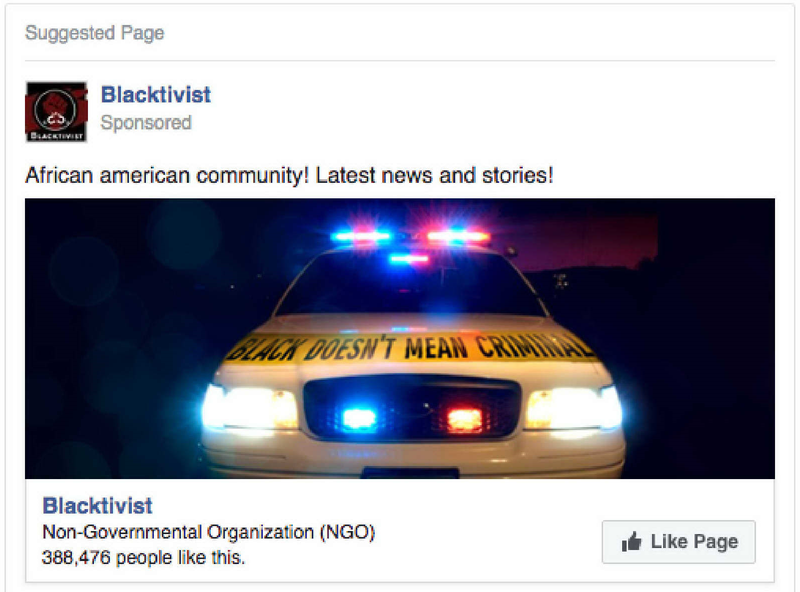 Suggested Page
BLACKTIVIST
Blacktivist
Sponsored
African american community! Latest news and stories!
BLACK DOESN'T MEAN CRIMINAL
Blacktivist
Non-Governmental Organization (NGO)
388,476 people like this.
Like Page